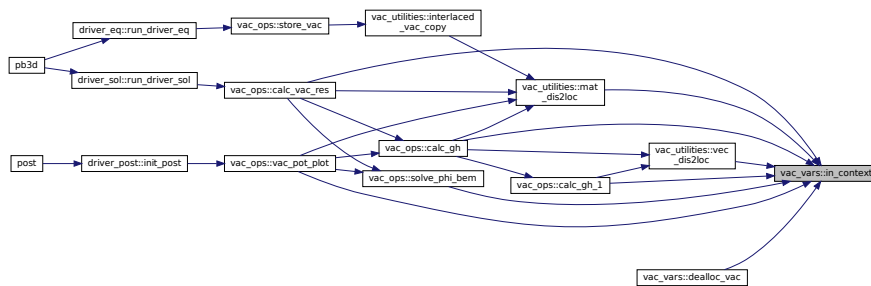 pb3d
driver_eq::run_driver_eq
driver_sol::run_driver_sol
vac_ops::store_vac
vac_utilities::interlaced
_vac_copy
vac_ops::calc_vac_res
vac_utilities::mat
_dis2loc
post
driver_post::init_post
vac_ops::vac_pot_plot
vac_ops::calc_gh
vac_ops::solve_phi_bem
vac_ops::calc_gh_1
vac_utilities::vec
_dis2loc
vac_vars::in_context
vac_vars::dealloc_vac